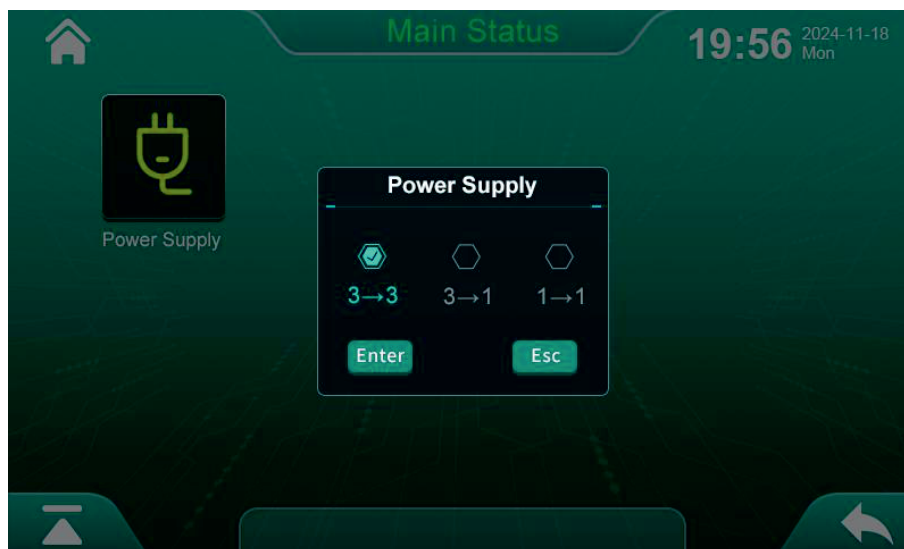 Main Status
19:56
2024-11-18
Mon
Power Supply
Power Supply
3→3
3→1
1→1
Enter
Esc